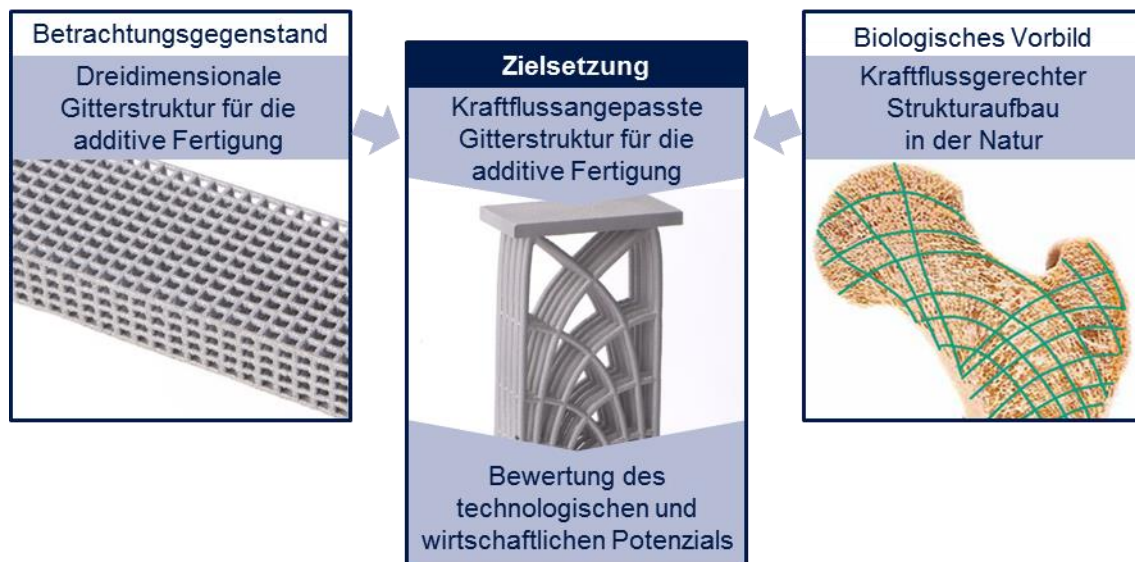 Betrachtungsgegenstand
Dreidimensionale
Gitterstruktur für die
additive Fertigung
Zielsetzung
Kraftflussangepasste
Gitterstruktur für die
additive Fertigung
Bewertung des
technologischen und
wirtschaftlichen Potenzials
Biologisches Vorbild
Kraftflussgerechter
Strukturaufbau
in der Natur